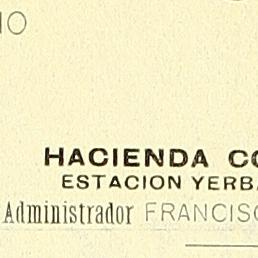 IO
HACIENDA CO
ESTACION YERBA
Administrador FRANCISC